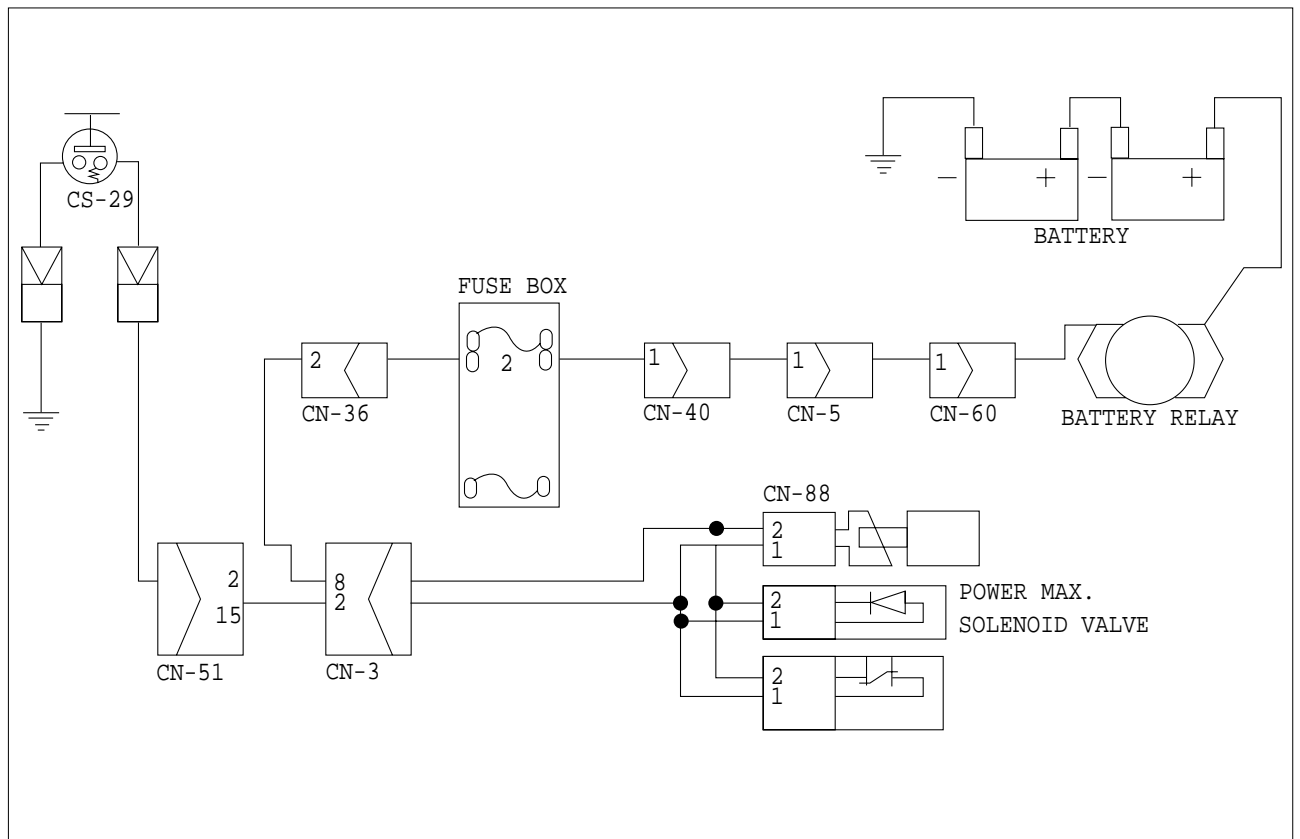 CS-29
− + − +
BATTERY
FUSE BOX
2
2
1
1
1
CN-36
CN-40
CN-5
CN-60
BATTERY RELAY
CN-88
2
1
2
15
8
2
2
1
POWER MAX.
SOLENOID VALVE
2
1
CN-51
CN-3